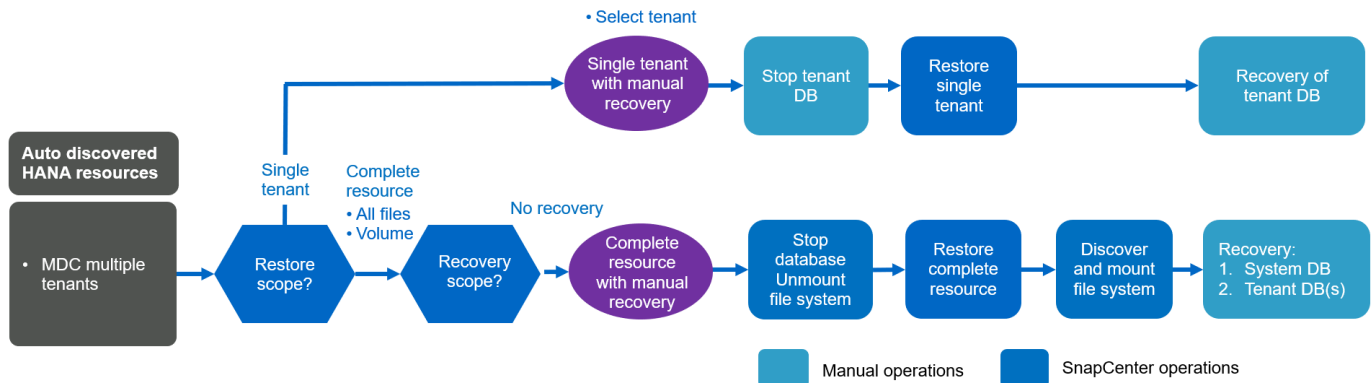 • Select tenant
Single tenant
with manual
recovery
Stop tenant
DB
Restore
single
tenant
Recovery of
tenant DB
Auto discovered
HANA resources
Single
tenant
Complete
resource
• All files
• Volume
No recovery
• MDC multiple
tenants
Restore
scope?
Recovery
scope?
Complete
resource
with manual
recovery
Stop
database
Unmount
file system
Restore
complete
resource
Discover
and mount
file system
Recovery:
1. System DB
2. Tenant DB(s)
Manual operations
SnapCenter operations